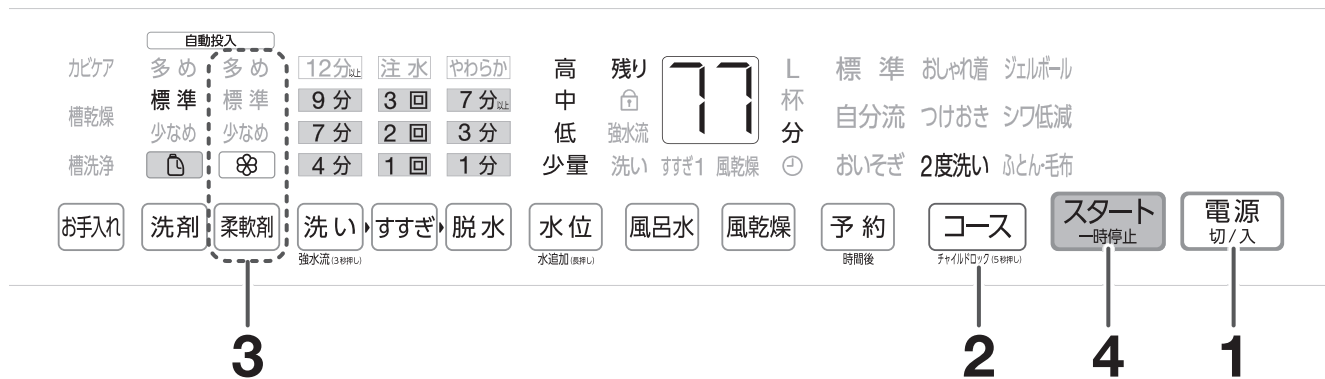 自動投入
カビケア 多め 多め 12分以上 注水 やわらか 高 残り 77 L 標準 おしゃれ着 ジェルボール
標準 標準 9分 3回 7分以上 中 杯
槽乾燥 自分流 つけおき シワ低減
少なめ 少なめ 7分 2回 3分 低 強水流 分
槽洗浄 4分 1回 1分 少量 洗い すすぎ1 風乾燥 おいそぎ 2度洗い ふとん・毛布
お手入れ 洗剤 柔軟剤 洗い すすぎ 脱水 水位 風呂水 風乾燥 予約 コース スタート 一時停止 電源 切/入
強水流(3秒押し) 水追加(長押し) 時間後 チャイルドロック(5秒押し)
3 2 4 1